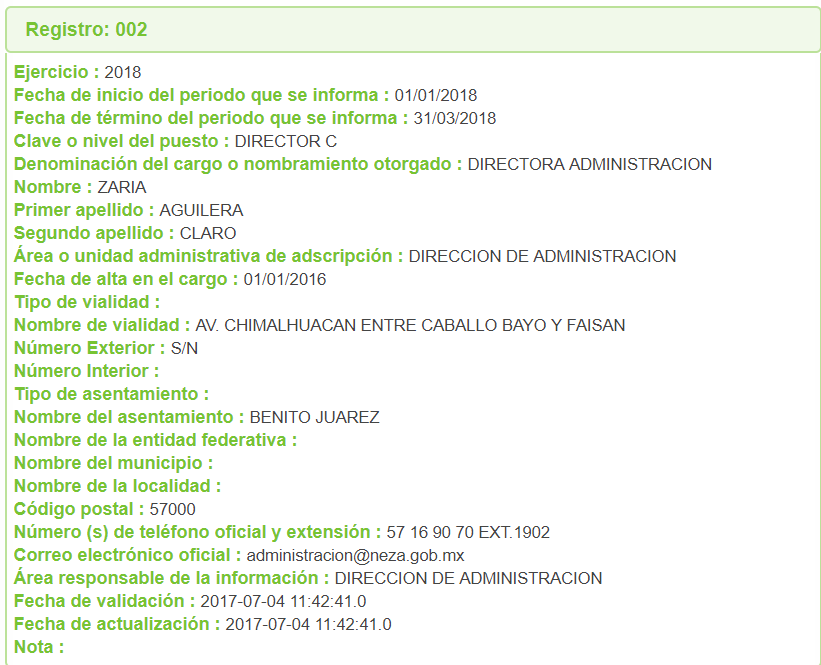 Registro: 002
Ejercicio : 2018
Fecha de inicio del periodo que se informa : 01/01/2018
Fecha de término del periodo que se informa : 31/03/2018
Clave o nivel del puesto : DIRECTOR C
Denominación del cargo o nombramiento otorgado : DIRECTORA ADMINISTRACION
Nombre : ZARIA
Primer apellido : AGUILERA
Segundo apellido : CLARO
Área o unidad administrativa de adscripción : DIRECCION DE ADMINISTRACION
Fecha de alta en el cargo : 01/01/2016
Tipo de vialidad :
Nombre de vialidad : AV. CHIMALHUACAN ENTRE CABALLO BAYO Y FAISAN
Número Exterior : S/N
Número Interior :
Tipo de asentamiento :
Nombre del asentamiento : BENITO JUAREZ
Nombre de la entidad federativa :
Nombre del municipio :
Nombre de la localidad :
Código postal : 57000
Número (s) de teléfono oficial y extensión : 57 16 90 70 EXT.1902
Correo electrónico oficial : administracion@neza.gob.mx
Área responsable de la información : DIRECCION DE ADMINISTRACION
Fecha de validación : 2017-07-04 11:42:41.0
Fecha de actualización : 2017-07-04 11:42:41.0
Nota :